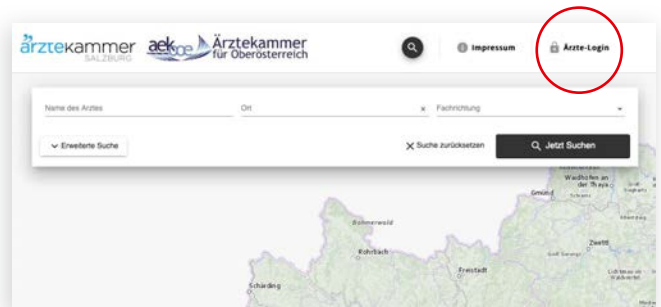 ärztekammer
SALZBURG
aekooe
Ärztekammer
für Oberösterreich
Impressum
Ärzte-Login
Name des Arztes
Ort
×
Fachrichtung
Erweiterte Suche
Suche zurücksetzen
Jetzt Suchen
Waidhofen an
der Thaya
Gmünd
Böhmerwald
Rohrbach
Zwettl
Freistadt
Schärding